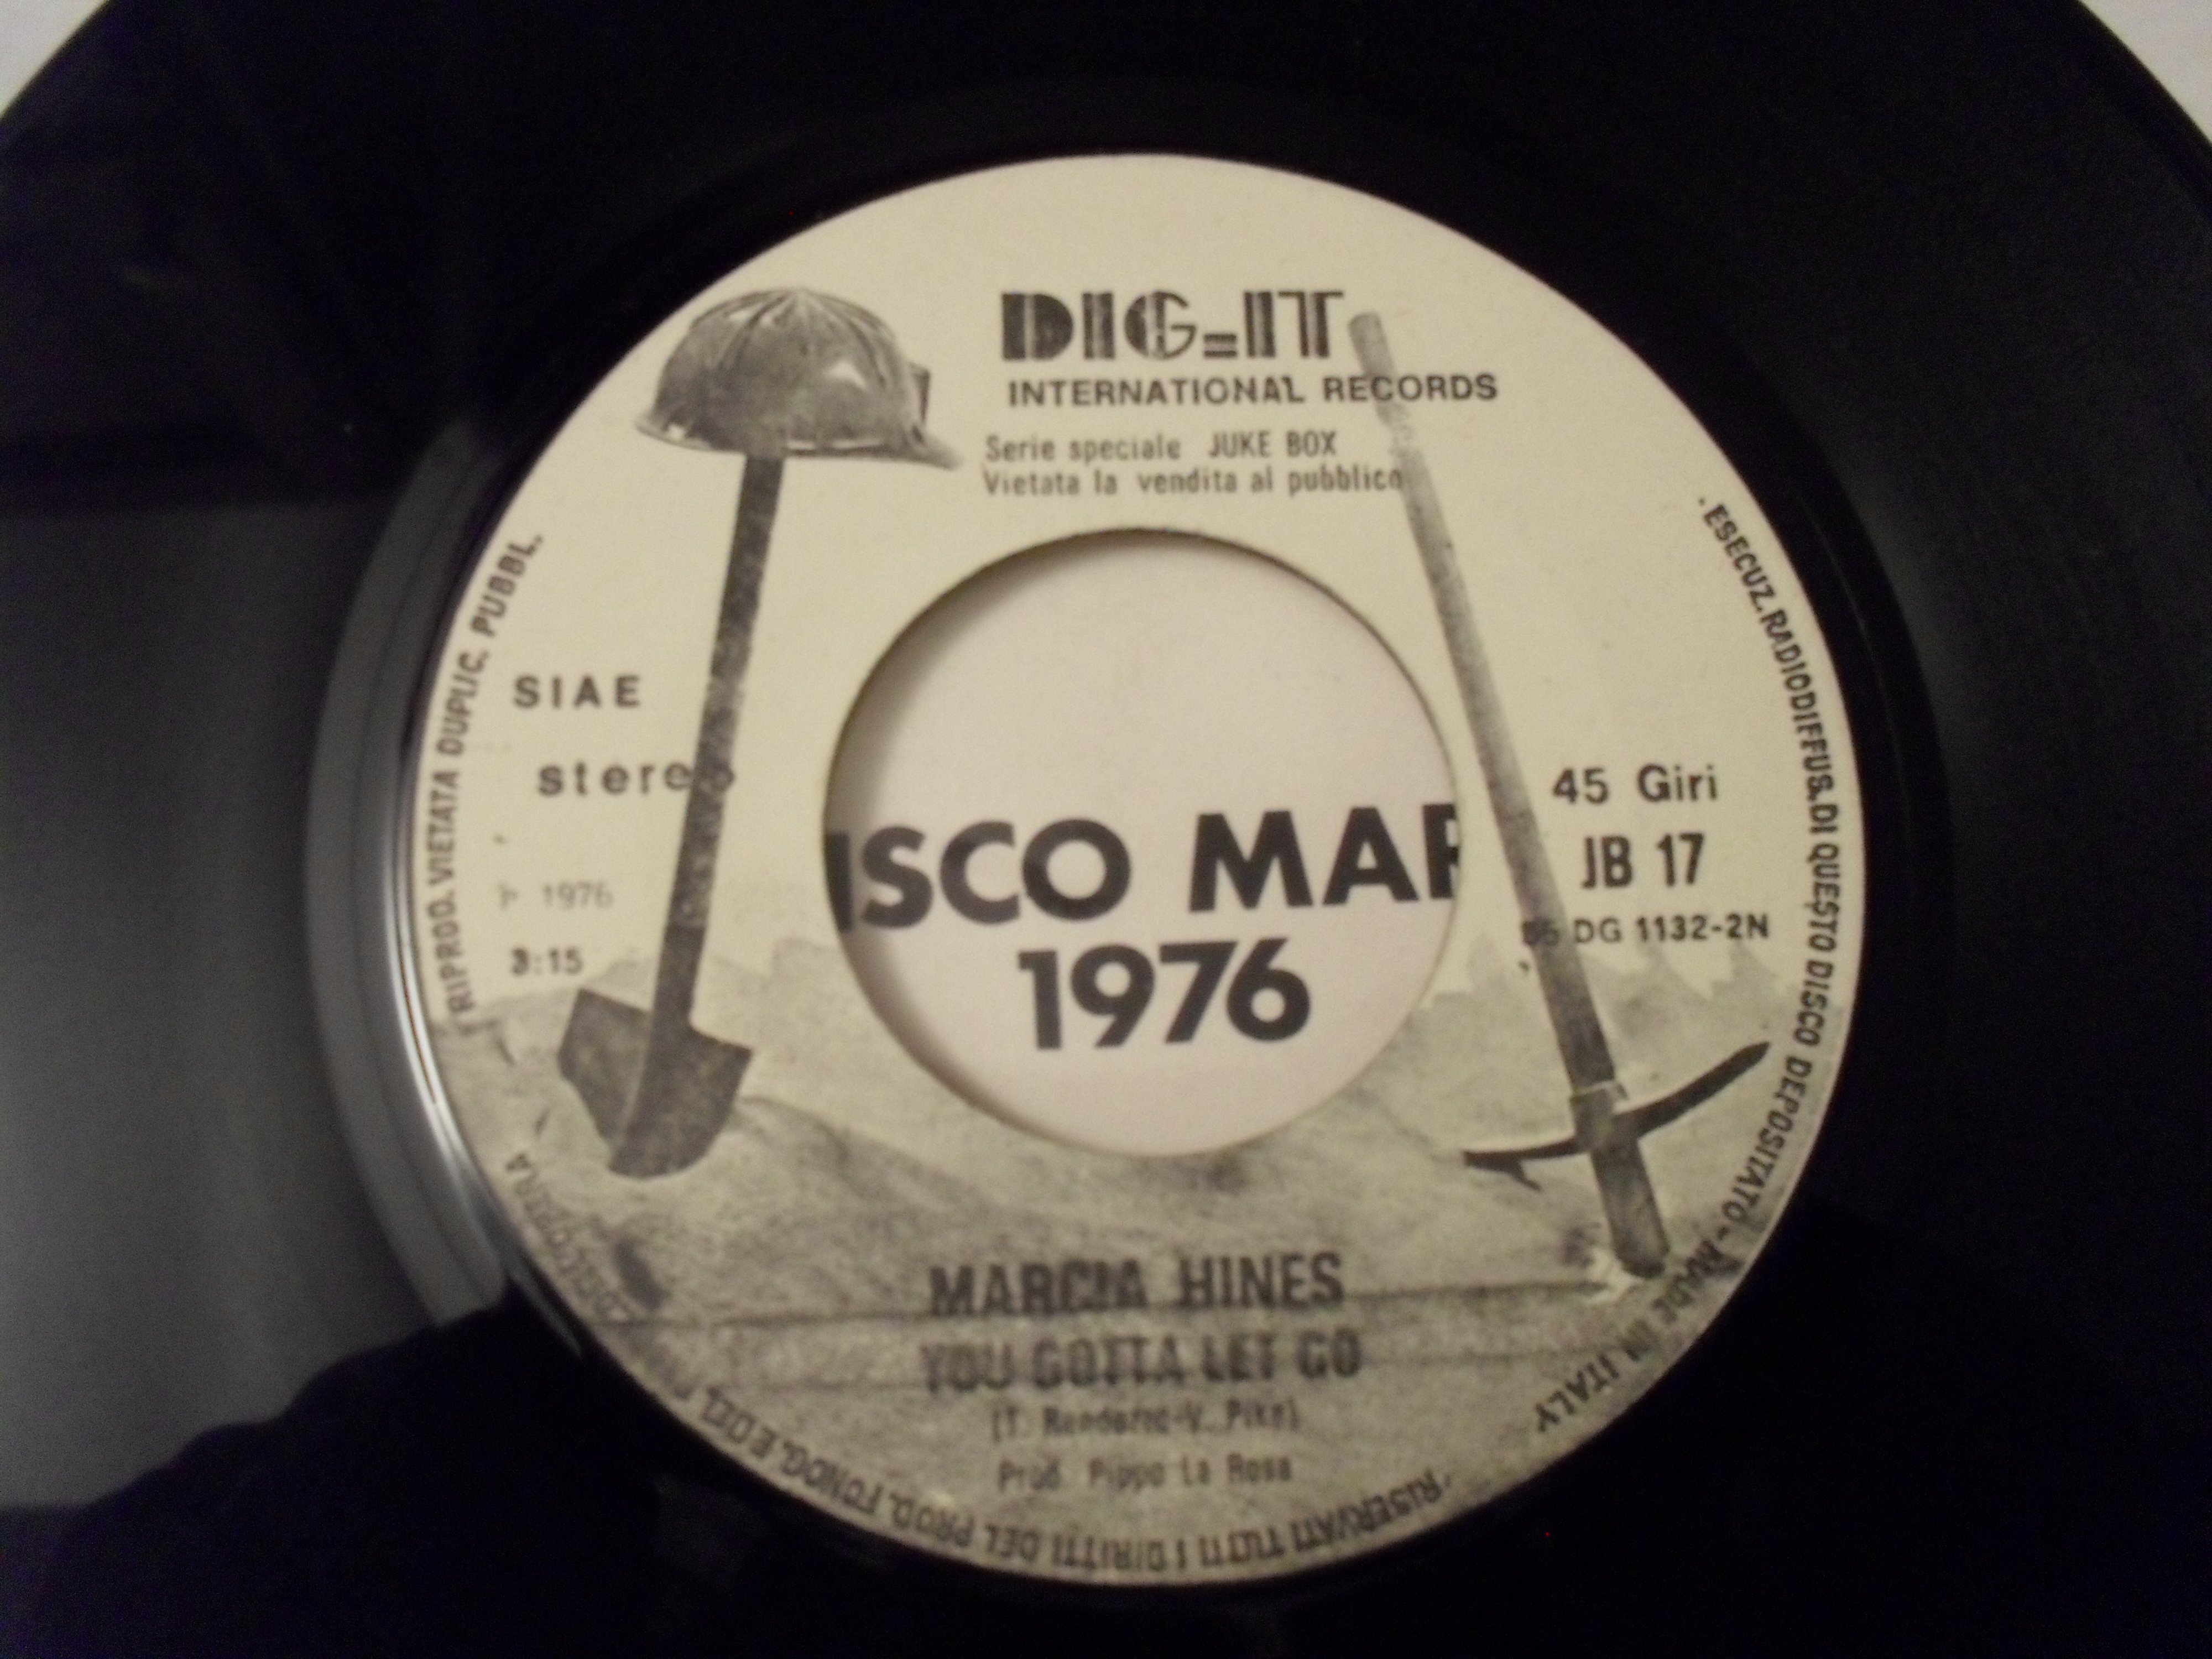 DIG=IT
INTERNATIONAL RECORDS
Serie speciale JUKE BOX
Vietata la vendita al pubblico
SIAE
stereo
P 1976
3:15
45 Giri
JB 17
DG 1132-2N
ISCO MAR
1976
MARCIA HINES
YOU GOTTA LET GO
V. Pike)
Prod. Pippo La Rosa
RIPROD. VIETATA DUPLIC. PUBBL.
. ESECUZ. RADIODIFFUS. DI QUESTO DISCO DEPOSITATO - MADE IN ITALY
RISERVATI TUTTI I DIRITTI DEL PROD. FONOG. E DEL